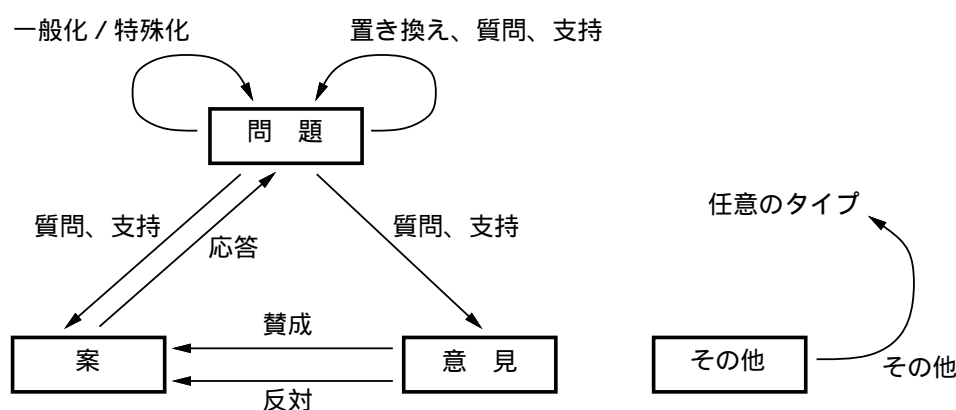 一般化 / 特殊化
置き換え、質問、支持
問　題
任意のタイプ
質問、支持
応答
質問、支持
賛成
案
意　見
その他
その他
反対